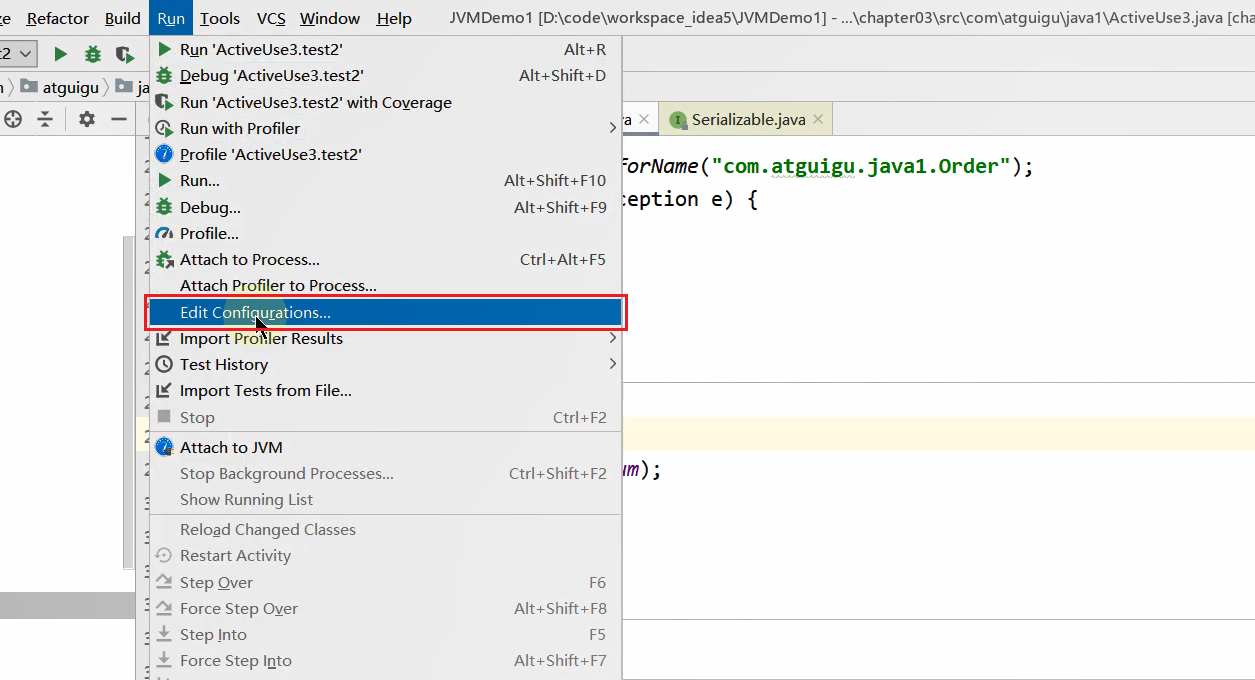 Refactor Build Run Tools VCS Window Help JVMDemo1 [D:\code\workspace_idea5\JVMDemo1] - ...\chapter03\src\com\atguigu\java1\ActiveUse3.java
Run 'ActiveUse3.test2' Alt+R
Debug 'ActiveUse3.test2' Alt+Shift+D
atguigu
Run 'ActiveUse3.test2' with Coverage
Serializable.java
Run with Profiler
Profile 'ActiveUse3.test2'
forName("com.atguigu.java1.Order");
Run... Alt+Shift+F10
ception e) {
Debug... Alt+Shift+F9
Profile...
Attach to Process... Ctrl+Alt+F5
Attach Profiler to Process...
Edit Configurations...
Import Profiler Results
Test History
Import Tests from File...
Stop Ctrl+F2
Attach to JVM
um);
Stop Background Processes... Ctrl+Shift+F2
Show Running List
Reload Changed Classes
Restart Activity
Step Over F6
Force Step Over Alt+Shift+F8
Step Into F5
Force Step Into Alt+Shift+F7